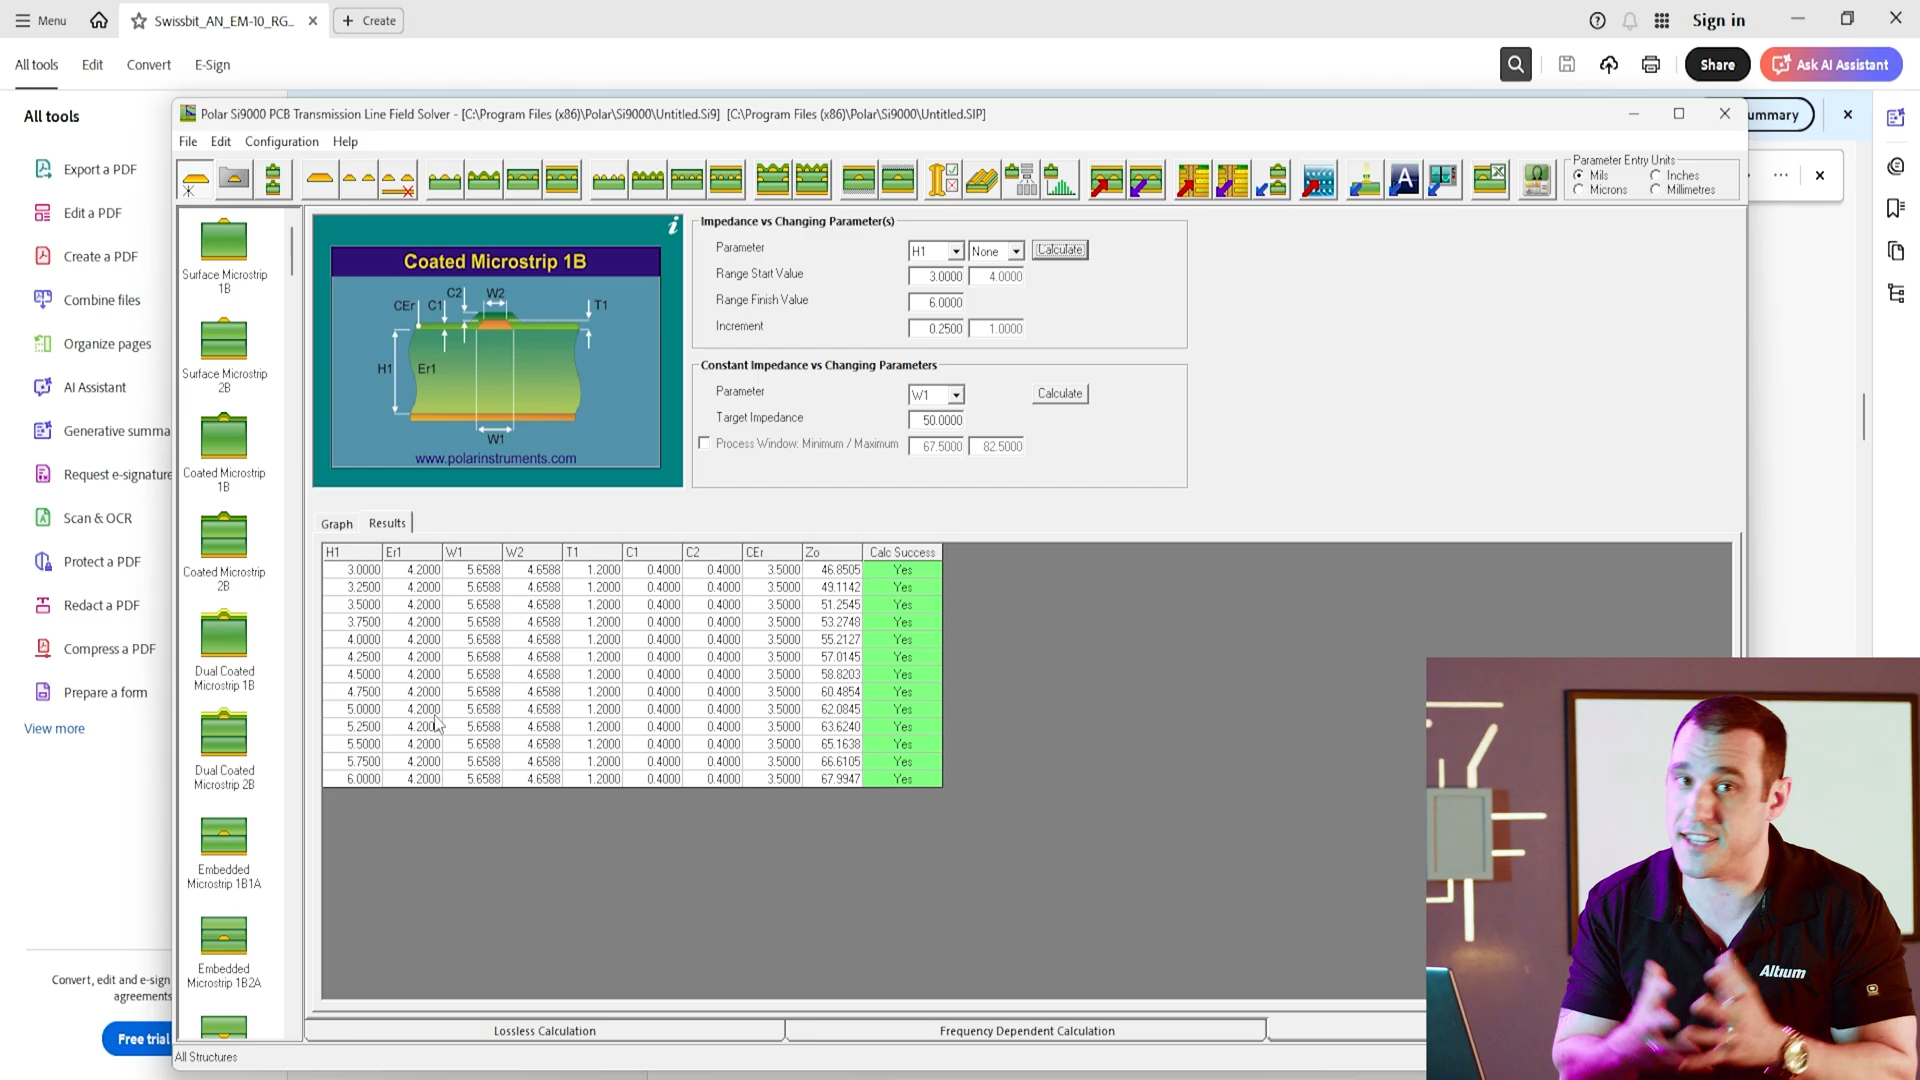 Menu
Swissbit_AN_EM-10_RG...
Create
Sign in
All tools
Edit
Convert
E-Sign
Share
Ask AI Assistant
All tools
Export a PDF
Edit a PDF
Create a PDF
Combine files
Organize pages
AI Assistant
Generative summa
Request e-signature
Scan & OCR
Protect a PDF
Redact a PDF
Compress a PDF
Prepare a form
View more
Convert, edit and e-sign
agreements
Free trial
ummary
Polar Si9000 PCB Transmission Line Field Solver - [C:\Program Files (x86)\Polar\Si9000\Untitled.Si9] [C:\Program Files (x86)\Polar\Si9000\Untitled.SIP]
File Edit Configuration Help
Parameter Entry Units
Mils Inches
Microns Millimetres
Surface Microstrip
1B
Surface Microstrip
2B
Coated Microstrip
1B
Coated Microstrip
2B
Dual Coated
Microstrip 1B
Dual Coated
Microstrip 2B
Embedded
Microstrip 1B1A
Embedded
Microstrip 1B2A
Coated Microstrip 1B
CEr C1 C2 W2 T1
H1 Er1
W1
www.polarinstruments.com
Impedance vs Changing Parameter(s)
Parameter H1 None Calculate
Range Start Value 3.0000 4.0000
Range Finish Value 6.0000
Increment 0.2500 1.0000
Constant Impedance vs Changing Parameters
Parameter W1 Calculate
Target Impedance 50.0000
Process Window: Minimum / Maximum 67.5000 82.5000
Graph Results
H1 Er1 W1 W2 T1 C1 C2 CEr Zo Calc Success
3.0000 4.2000 5.6588 4.6588 1.2000 0.4000 0.4000 3.5000 46.8505 Yes
3.2500 4.2000 5.6588 4.6588 1.2000 0.4000 0.4000 3.5000 49.1142 Yes
3.5000 4.2000 5.6588 4.6588 1.2000 0.4000 0.4000 3.5000 51.2545 Yes
3.7500 4.2000 5.6588 4.6588 1.2000 0.4000 0.4000 3.5000 53.2748 Yes
4.0000 4.2000 5.6588 4.6588 1.2000 0.4000 0.4000 3.5000 55.2127 Yes
4.2500 4.2000 5.6588 4.6588 1.2000 0.4000 0.4000 3.5000 57.0145 Yes
4.5000 4.2000 5.6588 4.6588 1.2000 0.4000 0.4000 3.5000 58.8203 Yes
4.7500 4.2000 5.6588 4.6588 1.2000 0.4000 0.4000 3.5000 60.4854 Yes
5.0000 4.2000 5.6588 4.6588 1.2000 0.4000 0.4000 3.5000 62.0845 Yes
5.2500 4.2000 5.6588 4.6588 1.2000 0.4000 0.4000 3.5000 63.6240 Yes
5.5000 4.2000 5.6588 4.6588 1.2000 0.4000 0.4000 3.5000 65.1638 Yes
5.7500 4.2000 5.6588 4.6588 1.2000 0.4000 0.4000 3.5000 66.6105 Yes
6.0000 4.2000 5.6588 4.6588 1.2000 0.4000 0.4000 3.5000 67.9947 Yes
Lossless Calculation
Frequency Dependent Calculation
All Structures
Altium